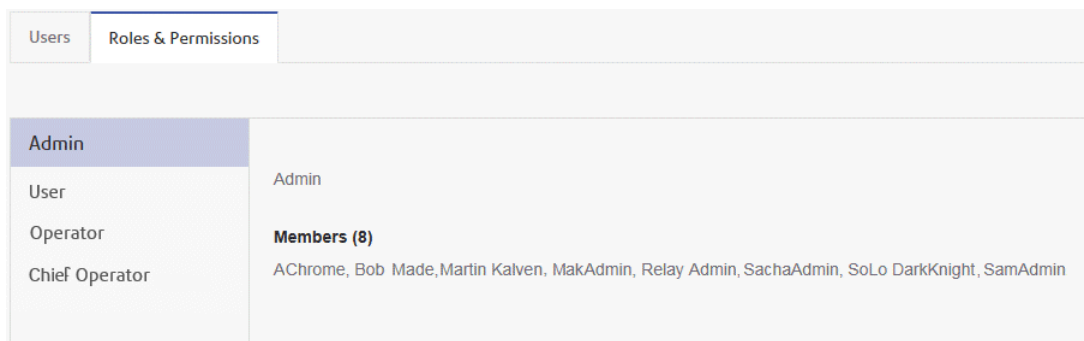 Users
Roles & Permissions
Admin
User
Operator
Chief Operator
Admin
Members (8)
AChrome, Bob Made,Martin Kalven, MakAdmin, Relay Admin, SachaAdmin, SoLo DarkKnight, SamAdmin